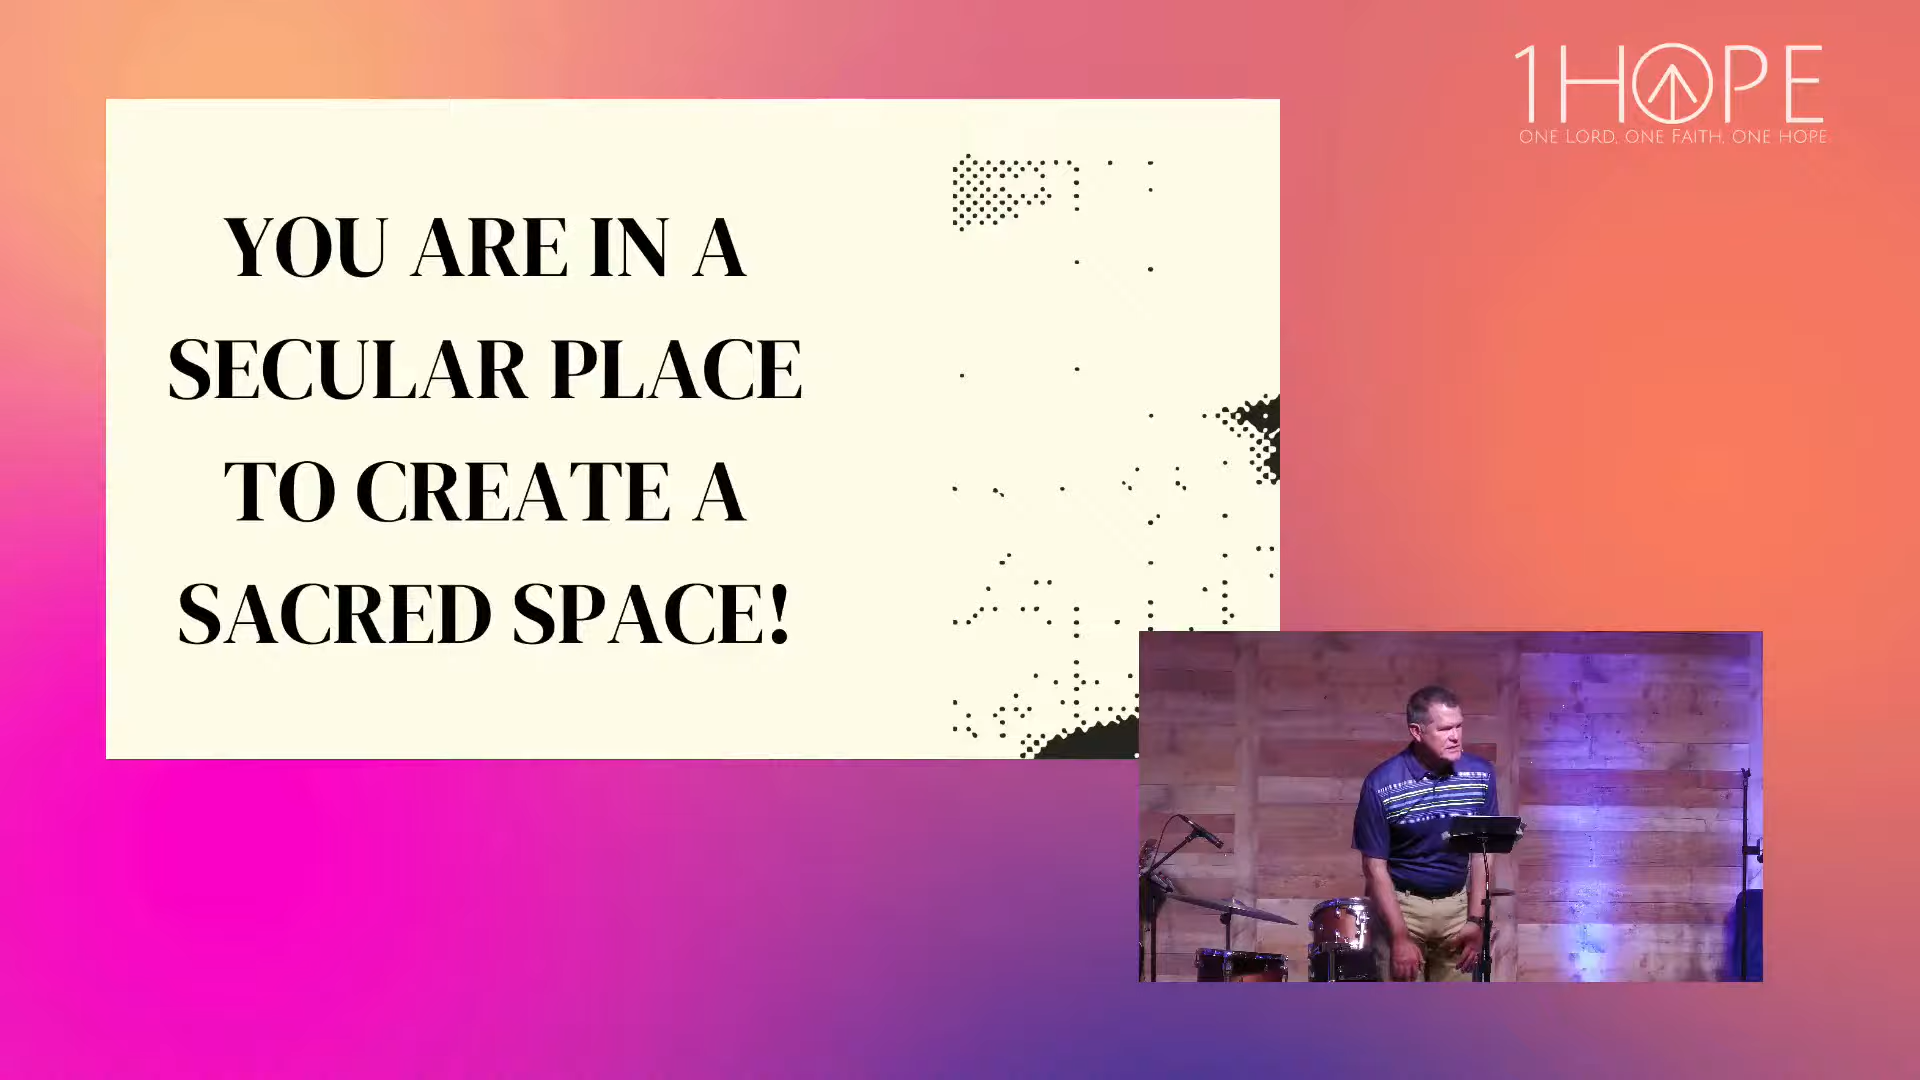 1HOPE
ONE LORD. ONE FAITH. ONE HOPE.
YOU ARE IN A
SECULAR PLACE
TO CREATE A
SACRED SPACE!